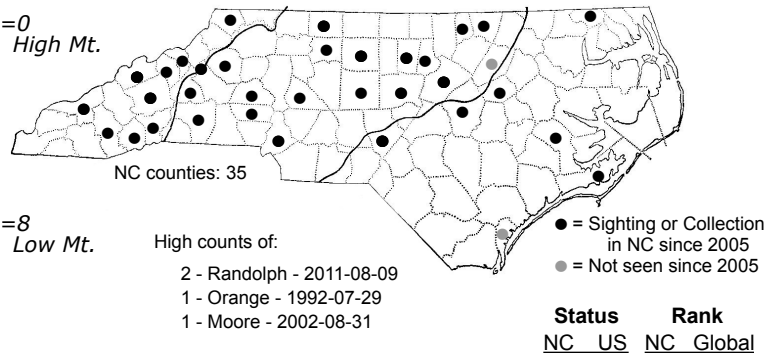 =0
High Mt.
NC counties: 35
=8
Low Mt.
High counts of:
2 - Randolph - 2011-08-09
1 - Orange - 1992-07-29
1 - Moore - 2002-08-31
= Sighting or Collection
in NC since 2005
= Not seen since 2005
Status Rank
NC US NC Global